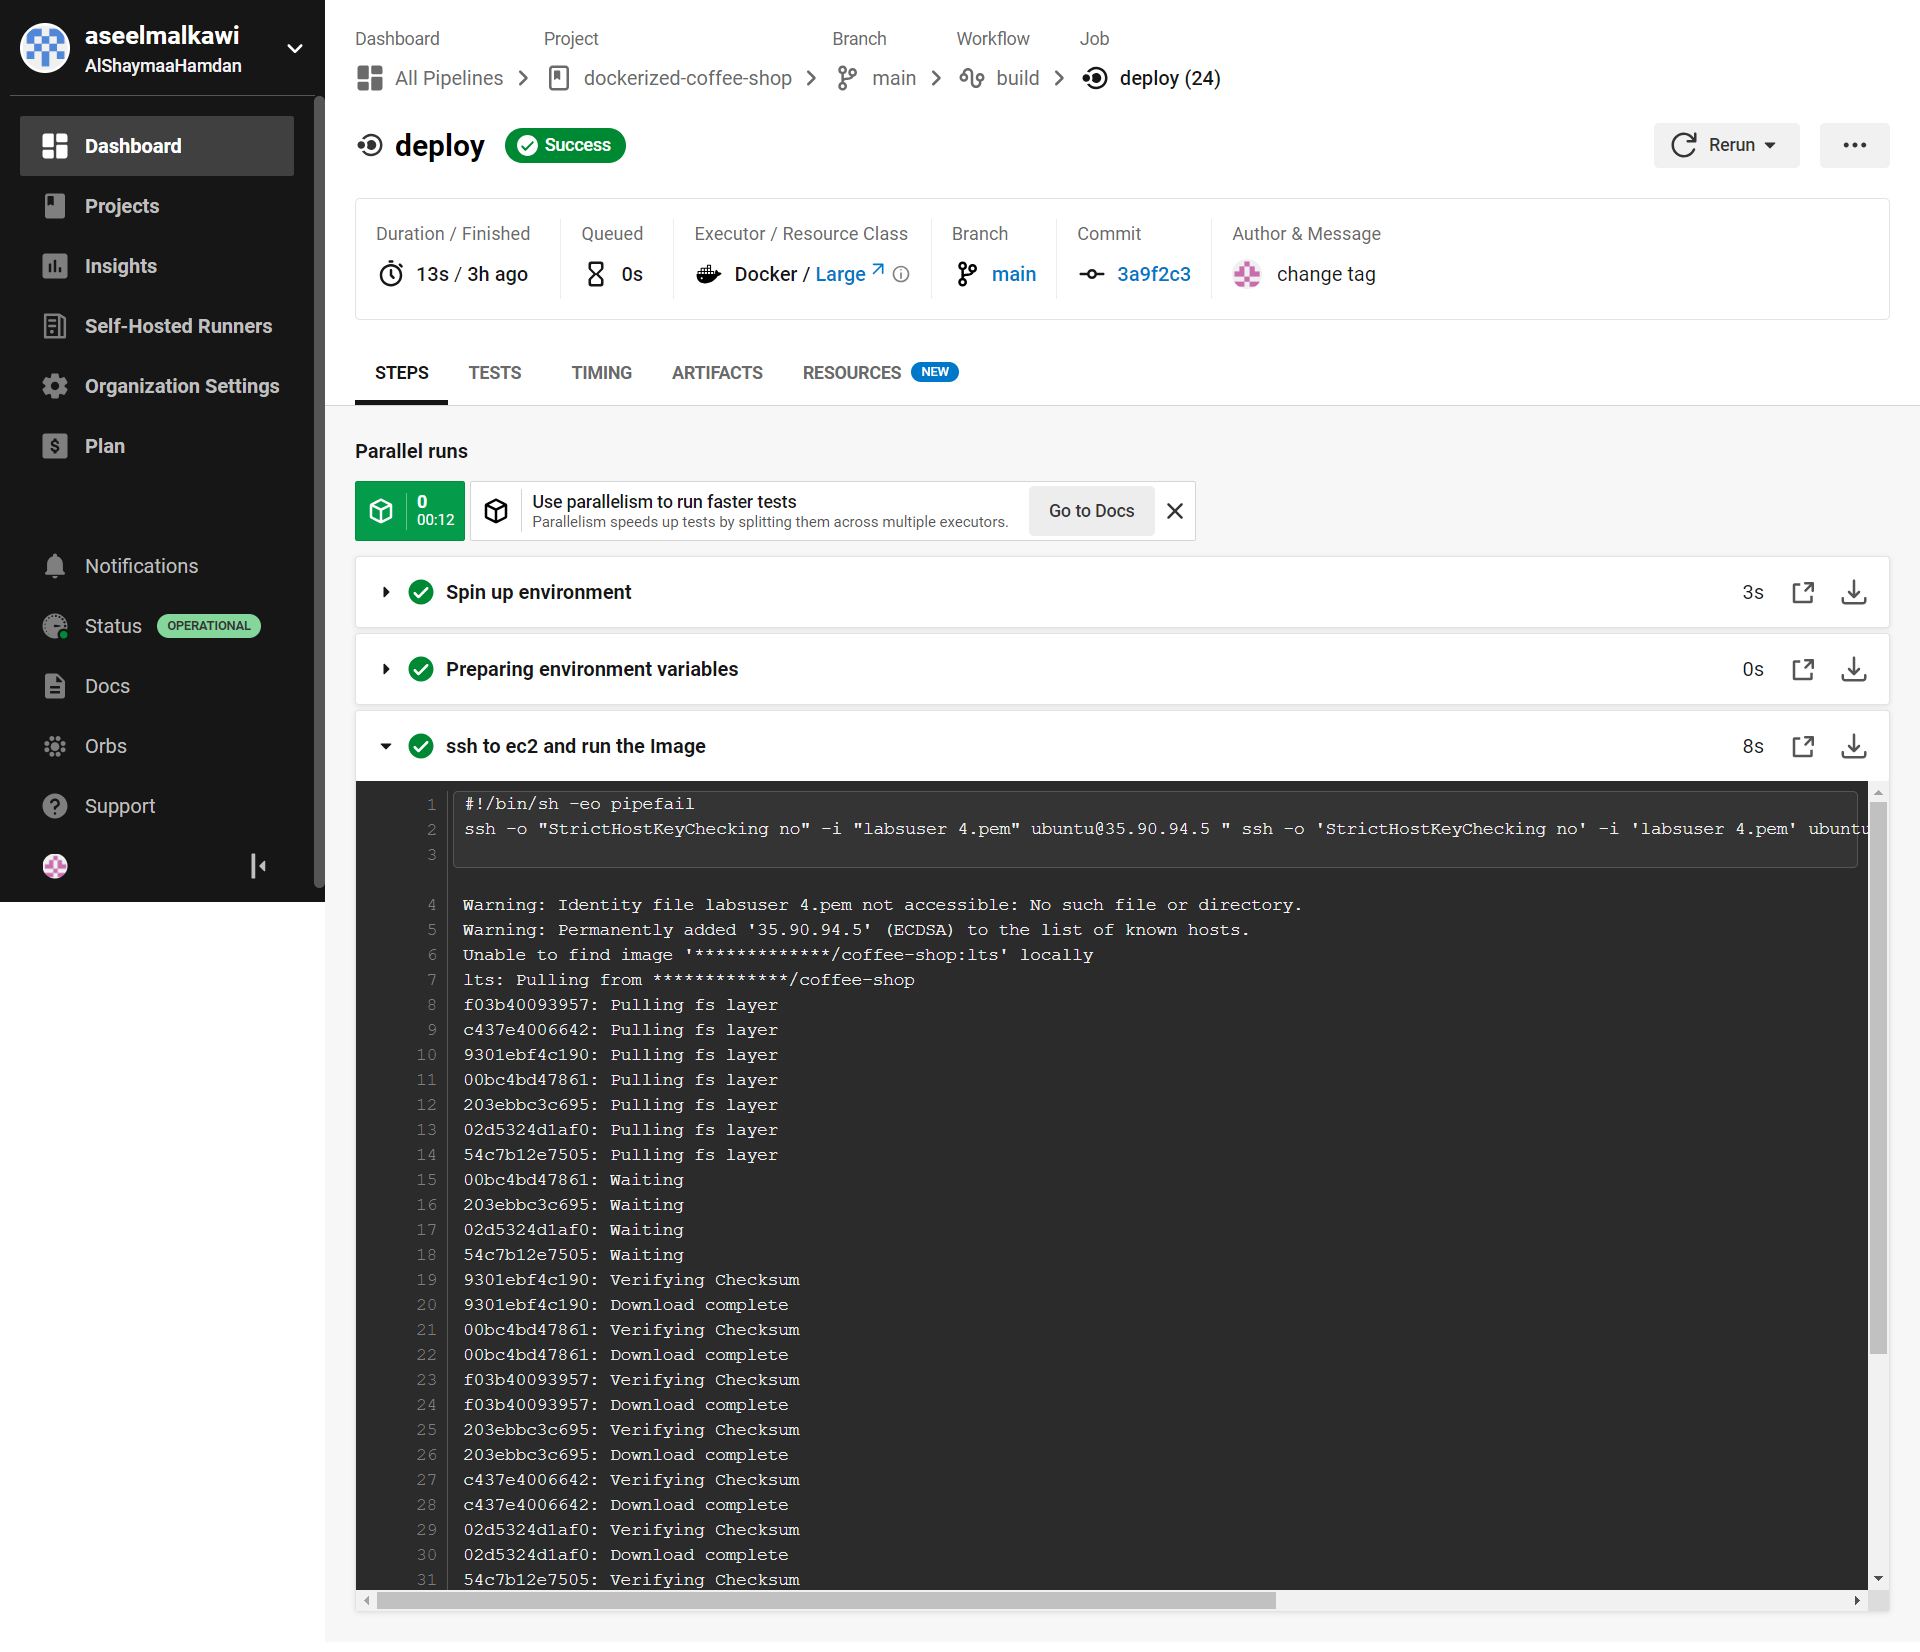 aseelmalkawi
AlShaymaaHamdan
Dashboard
Projects
Insights
Self-Hosted Runners
Organization Settings
Plan
Notifications
Status OPERATIONAL
Docs
Orbs
Support
Dashboard Project Branch Workflow Job
All Pipelines dockerized-coffee-shop main build deploy (24)
deploy Success Rerun
Duration / Finished Queued Executor / Resource Class Branch Commit Author & Message
13s / 3h ago 0s Docker / Large main 3a9f2c3 change tag
STEPS TESTS TIMING ARTIFACTS RESOURCES NEW
Parallel runs
0
00:12
Use parallelism to run faster tests
Parallelism speeds up tests by splitting them across multiple executors.
Go to Docs
Spin up environment 3s
Preparing environment variables 0s
ssh to ec2 and run the Image 8s
1 #!/bin/sh -eo pipefail
2 ssh -o "StrictHostKeyChecking no" -i "labsuser 4.pem" ubuntu@35.90.94.5 " ssh -o 'StrictHostKeyChecking no' -i 'labsuser 4.pem' ubuntu
3
4 Warning: Identity file labsuser 4.pem not accessible: No such file or directory.
5 Warning: Permanently added '35.90.94.5' (ECDSA) to the list of known hosts.
6 Unable to find image '*************/coffee-shop:lts' locally
7 lts: Pulling from *************/coffee-shop
8 f03b40093957: Pulling fs layer
9 c437e4006642: Pulling fs layer
10 9301ebf4c190: Pulling fs layer
11 00bc4bd47861: Pulling fs layer
12 203ebbc3c695: Pulling fs layer
13 02d5324d1af0: Pulling fs layer
14 54c7b12e7505: Pulling fs layer
15 00bc4bd47861: Waiting
16 203ebbc3c695: Waiting
17 02d5324d1af0: Waiting
18 54c7b12e7505: Waiting
19 9301ebf4c190: Verifying Checksum
20 9301ebf4c190: Download complete
21 00bc4bd47861: Verifying Checksum
22 00bc4bd47861: Download complete
23 f03b40093957: Verifying Checksum
24 f03b40093957: Download complete
25 203ebbc3c695: Verifying Checksum
26 203ebbc3c695: Download complete
27 c437e4006642: Verifying Checksum
28 c437e4006642: Download complete
29 02d5324d1af0: Verifying Checksum
30 02d5324d1af0: Download complete
31 54c7b12e7505: Verifying Checksum